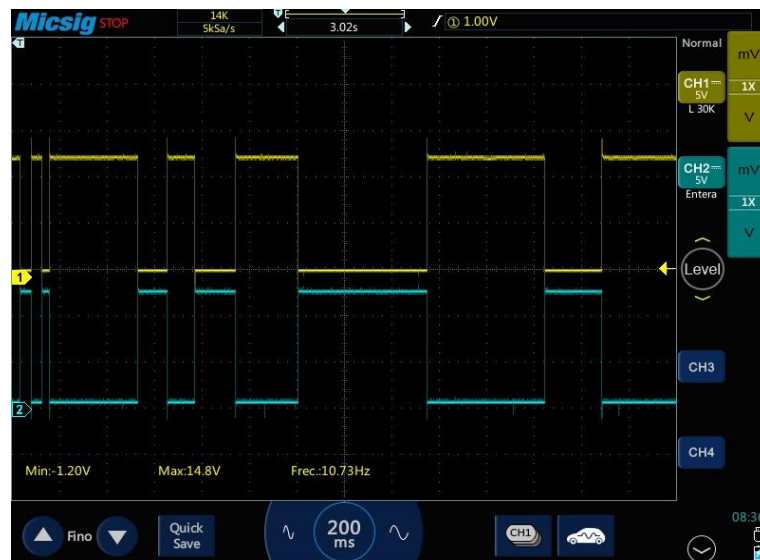 Micsig STOP
14K
5kSa/s
T
3.02s
① 1.00V
T
Normal
CH1
5V
L 30K
mV
1X
V
CH2
5V
Entera
mV
1X
V
1
Level
2
CH3
CH4
Min:-1.20V Max:14.8V Frec.:10.73Hz
Fino
Quick
Save
200
ms
CH1